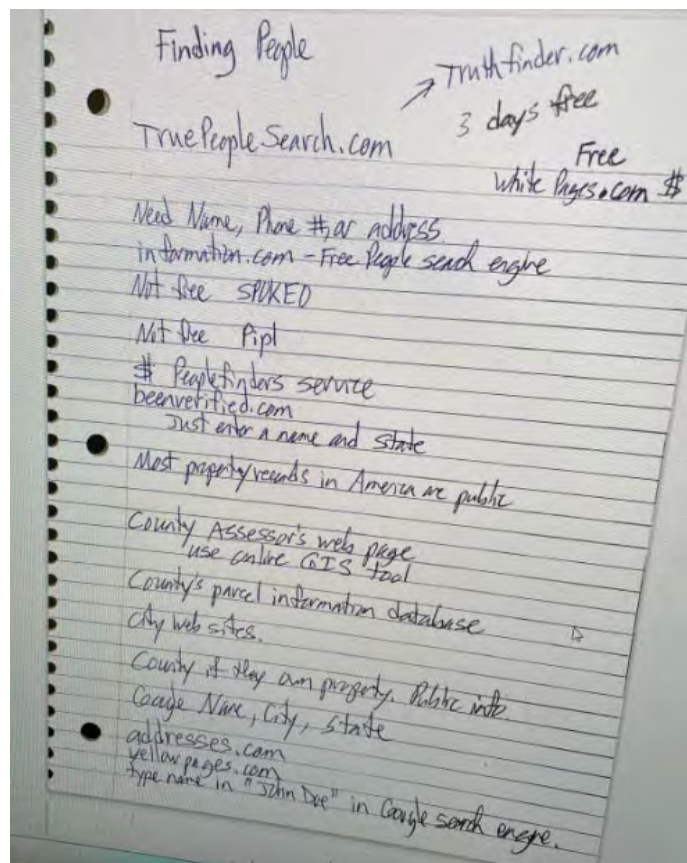 Finding People
Truthfinder.com
3 days free
TruePeopleSearch.com
Free
White Pages.com $
Need Name, Phone #, or address
information.com - Free People search engine
Not free SPOKEO
Not free Pipl
$ Peoplefinders service
beenverified.com
Just enter a name and state
Most property records in America are public
County Assessor's web page
use online GIS tool
County's parcel information database
City web sites.
County if they own property. Public info.
Google Name, City, State
addresses.com
yellowpages.com
type name in "John Doe" in Google search engine.